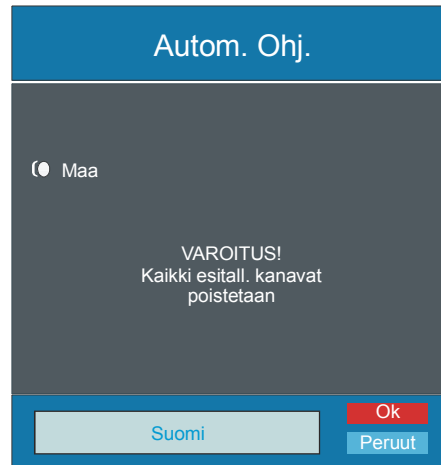 Autom. Ohj.
Maa
VAROITUS!
Kaikki esitall. kanavat
poistetaan
Suomi
Ok
Peruut